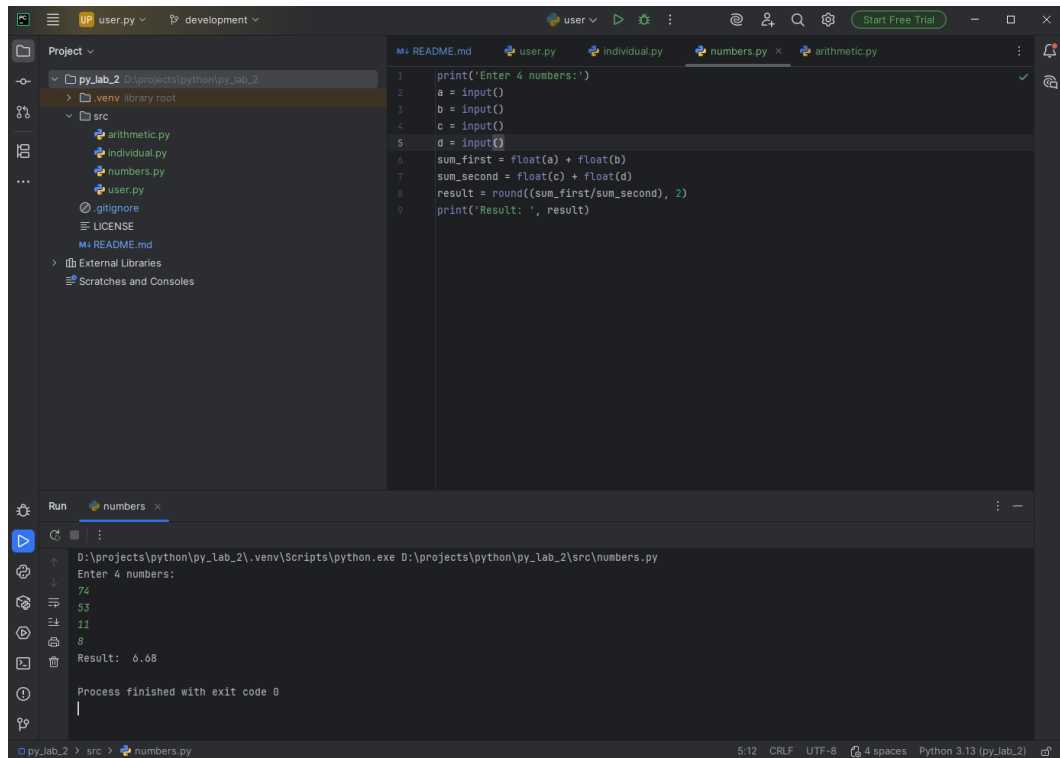 PC UP user.py development user Start Free Trial
Project
README.md user.py individual.py numbers.py arithmetic.py
py_lab_2 D:\projects\python\py_lab_2
.venv library root
src
arithmetic.py
individual.py
numbers.py
user.py
.gitignore
LICENSE
M↓ README.md
External Libraries
Scratches and Consoles
1 print('Enter 4 numbers:')
2 a = input()
3 b = input()
4 c = input()
5 d = input()
6 sum_first = float(a) + float(b)
7 sum_second = float(c) + float(d)
8 result = round((sum_first/sum_second), 2)
9 print('Result: ', result)
Run numbers
D:\projects\python\py_lab_2\.venv\Scripts\python.exe D:\projects\python\py_lab_2\src\numbers.py
Enter 4 numbers:
74
53
11
8
Result:  6.68
Process finished with exit code 0
py_lab_2 > src > numbers.py 5:12 CRLF UTF-8 4 spaces Python 3.13 (py_lab_2)